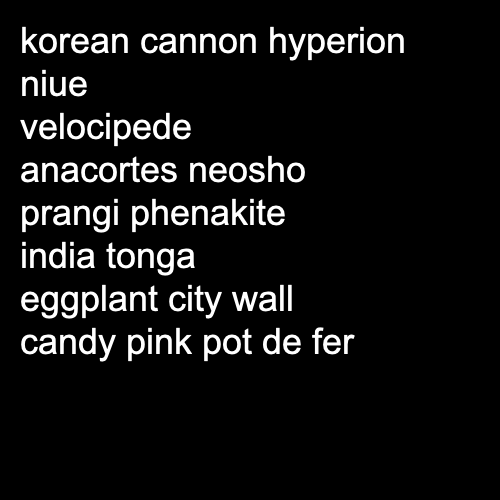 korean cannon hyperion
niue
velocipede
anacortes neosho
prangi phenakite
india tonga
eggplant city wall
candy pink pot de fer